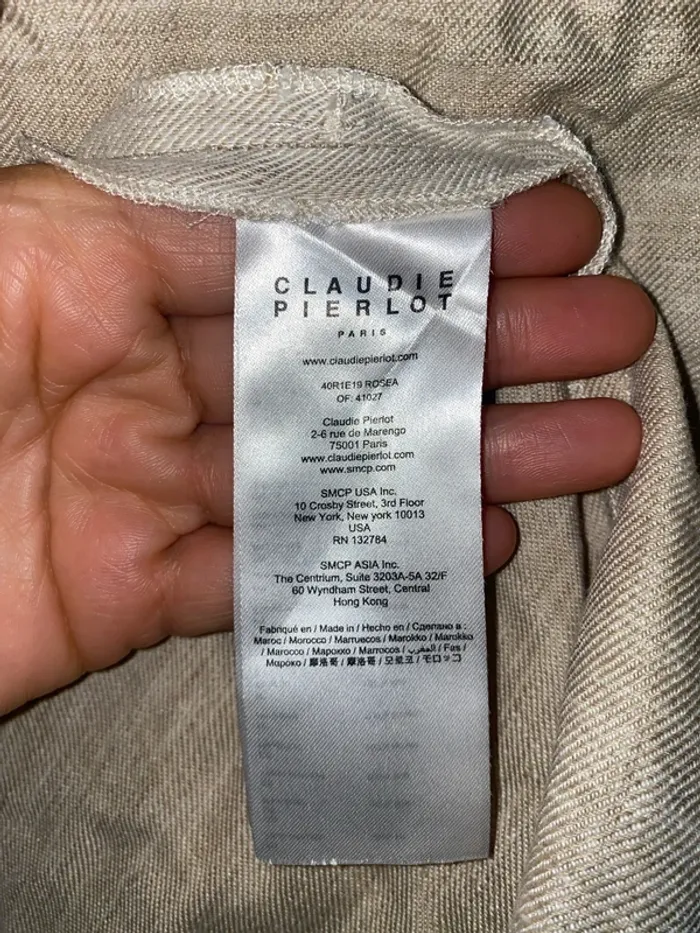 CLAUDIE
PIERLOT
PARIS
www.claudiepierlot.com
40R1E19 ROSEA
OF: 41027
Claudie Pierlot
2-6 rue de Marengo
75001 Paris
www.claudiepierlot.com
www.smcp.com
SMCP USA Inc.
10 Crosby Street, 3rd Floor
New York, New york 10013
USA
RN 132784
SMCP ASIA Inc.
The Centrium, Suite 3203A-5A 32/F
60 Wyndham Street, Central
Hong Kong
Fabriqué en / Made in / Hecho en / Сделано в :
Maroc / Morocco / Marruecos / Marokko / Marokko
/ Marocco / Марокко / Marrocos / المغرب / Fas /
Μαρόκο / 摩洛哥 / 摩洛哥 / 모로코 / モロッコ